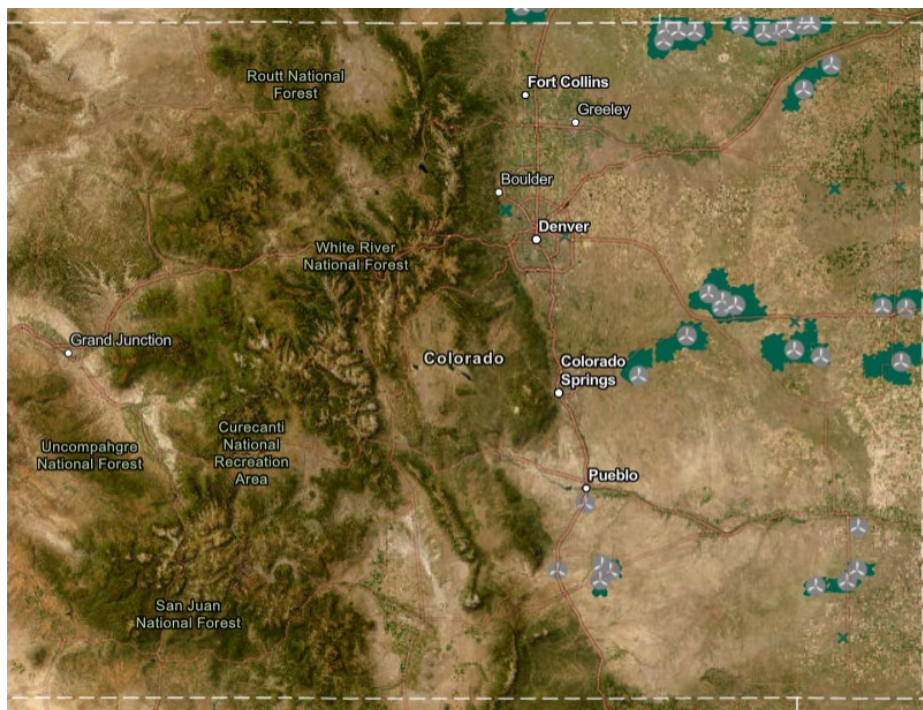 Routt National
Forest
Fort Collins
Greeley
Boulder
Denver
White River
National Forest
Grand Junction
Colorado
Colorado
Springs
Curecanti
National
Recreation
Area
Uncompahgre
National Forest
Pueblo
San Juan
National Forest